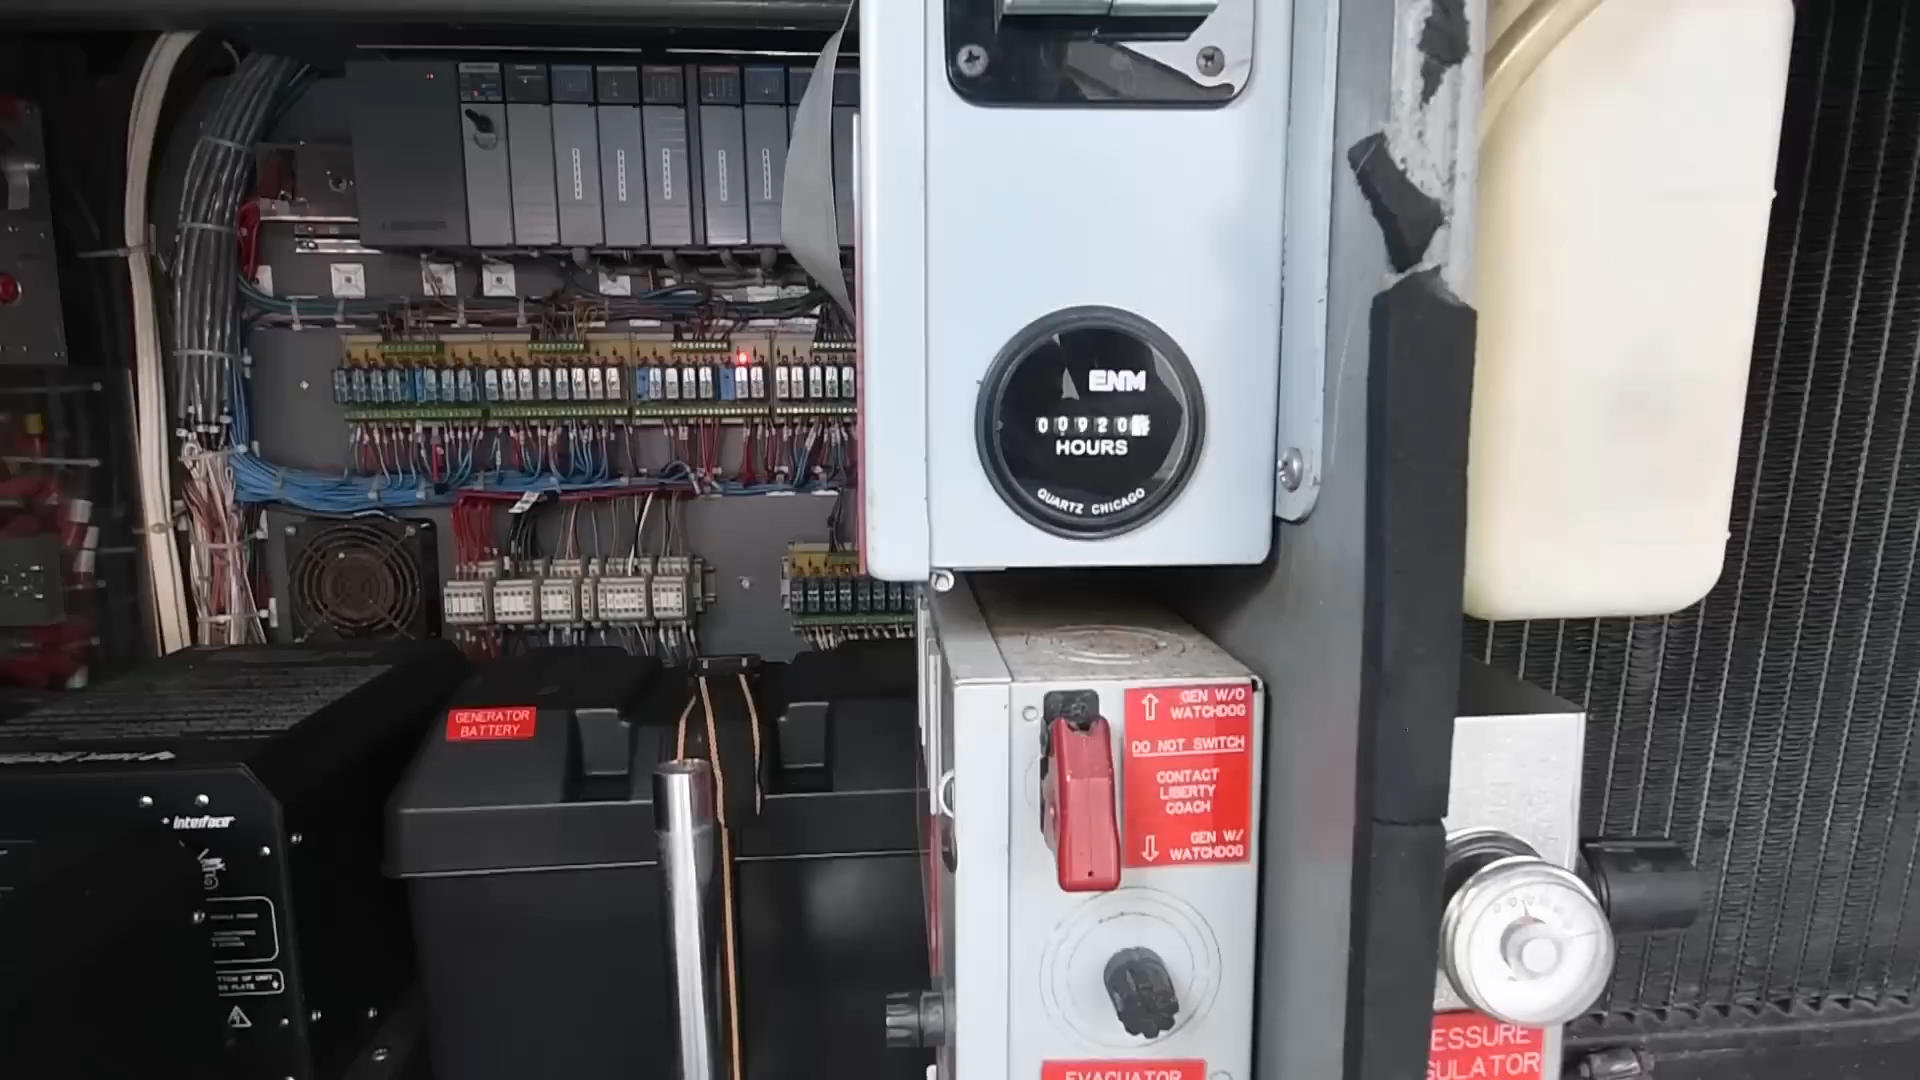 ENM
00920
HOURS
QUARTZ CHICAGO
GEN W/O
WATCHDOG
DO NOT SWITCH
CONTACT
LIBERTY
COACH
GEN W/
WATCHDOG
GENERATOR
BATTERY
interface
EVACUATOR
ESSURE
GULATOR